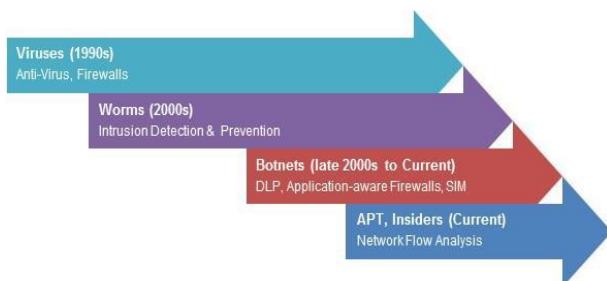 Viruses (1990s)
Anti-Virus, Firewalls
Worms (2000s)
Intrusion Detection & Prevention
Botnets (late 2000s to Current)
DLP, Application-aware Firewalls, SIM
APT, Insiders (Current)
Network Flow Analysis